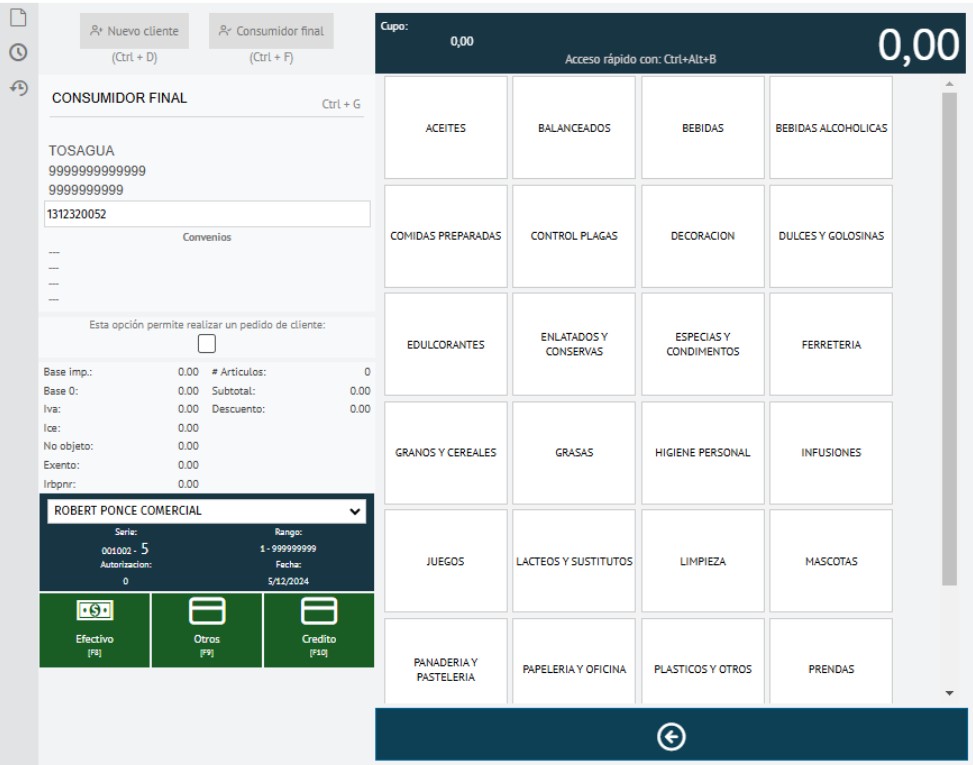 Nuevo cliente
(Ctrl + D)
Consumidor final
(Ctrl + F)
CONSUMIDOR FINAL
Ctrl + G
TOSAGUA
9999999999999
9999999999
1312320052
Convenios
---
---
---
---
Esta opción permite realizar un pedido de cliente:
Base imp.: 0.00 # Articulos: 0
Base 0: 0.00 Subtotal: 0.00
Iva: 0.00 Descuento: 0.00
Ice: 0.00
No objeto: 0.00
Exento: 0.00
Irbpnr: 0.00
ROBERT PONCE COMERCIAL
Serie: Rango:
001002 - 5 1 - 999999999
Autorizacion: Fecha:
0 5/12/2024
Efectivo
[F8]
Otros
[F9]
Credito
[F10]
Cupo:
0,00
Acceso rápido con: Ctrl+Alt+B
0,00
ACEITES
BALANCEADOS
BEBIDAS
BEBIDAS ALCOHOLICAS
COMIDAS PREPARADAS
CONTROL PLAGAS
DECORACION
DULCES Y GOLOSINAS
EDULCORANTES
ENLATADOS Y
CONSERVAS
ESPECIAS Y
CONDIMENTOS
FERRETERIA
GRANOS Y CEREALES
GRASAS
HIGIENE PERSONAL
INFUSIONES
JUEGOS
LACTEOS Y SUSTITUTOS
LIMPIEZA
MASCOTAS
PANADERIA Y
PASTELERIA
PAPELERIA Y OFICINA
PLASTICOS Y OTROS
PRENDAS